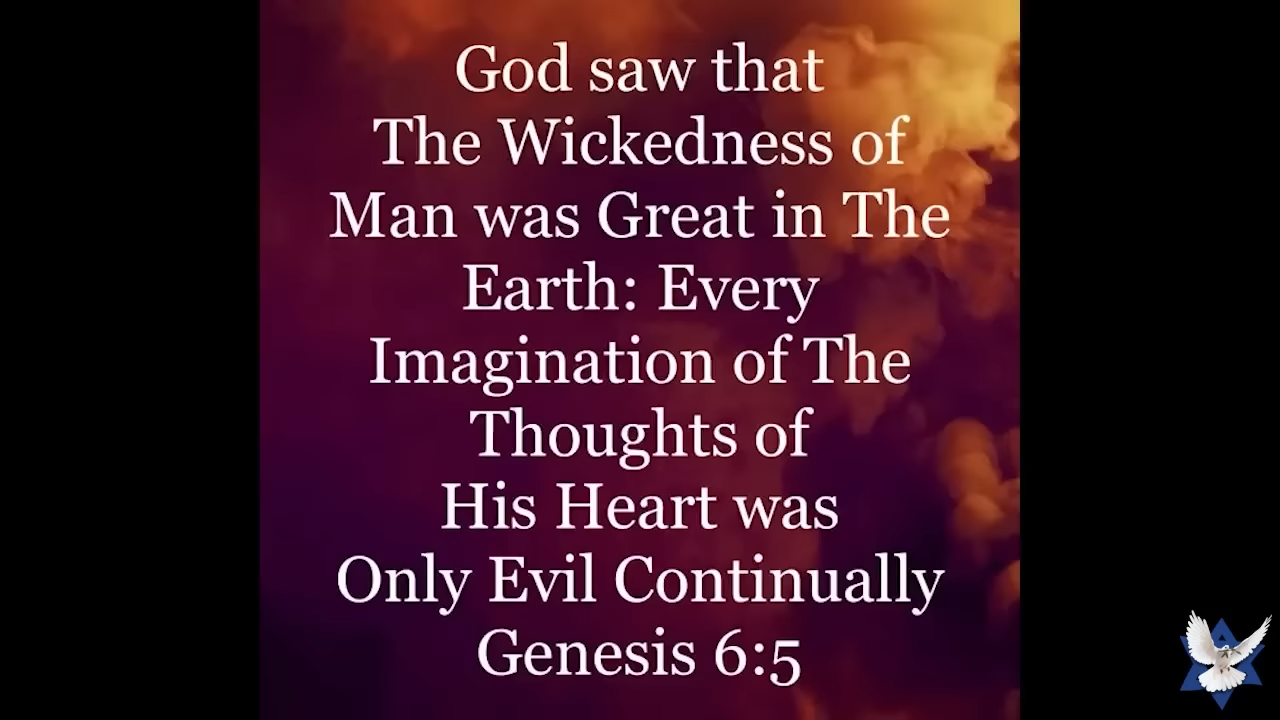 God saw that
The Wickedness of
Man was Great in The
Earth: Every
Imagination of The
Thoughts of
His Heart was
Only Evil Continually
Genesis 6:5